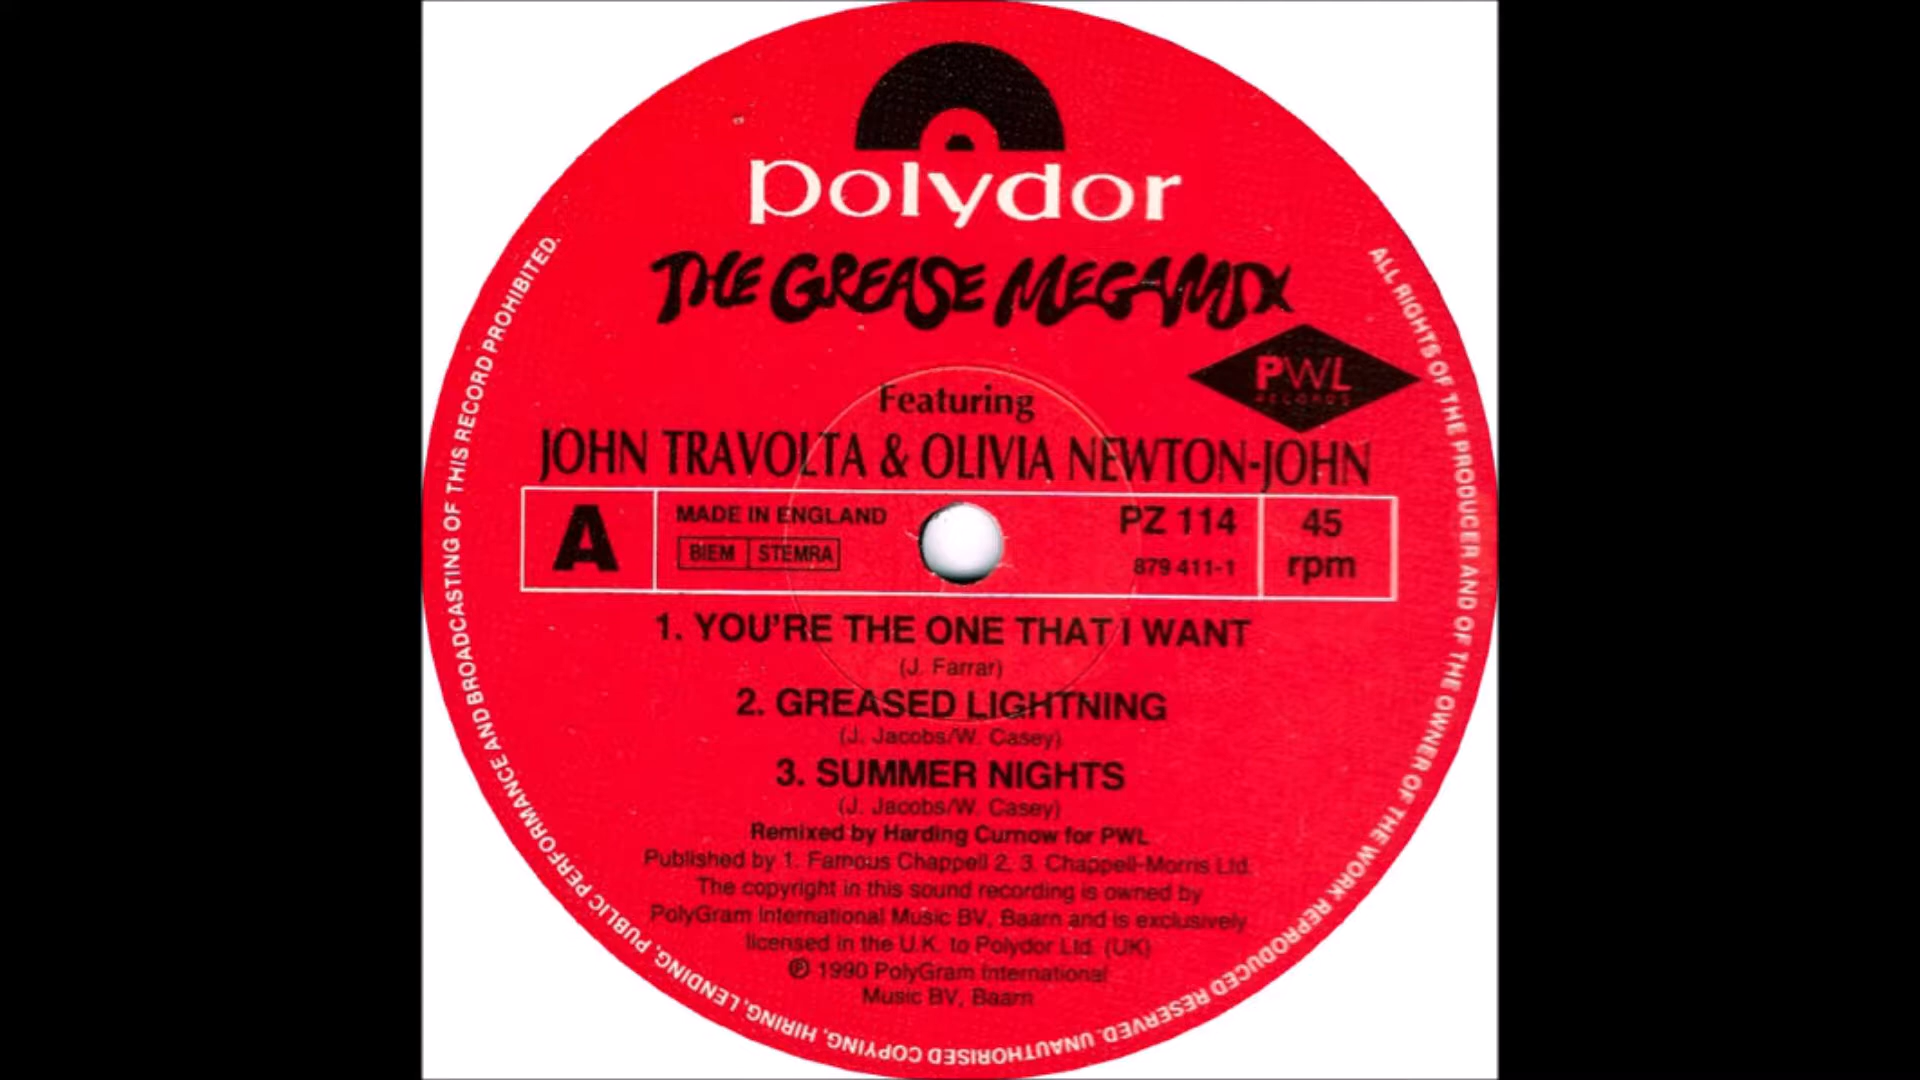 polydor
THE GREASE MEGAMIX
PWL
RECORDS
Featuring
JOHN TRAVOLTA & OLIVIA NEWTON-JOHN
A
MADE IN ENGLAND
BIEM STEMRA
PZ 114
879 411-1
45
rpm
1. YOU'RE THE ONE THAT I WANT
(J. Farrar)
2. GREASED LIGHTNING
(J. Jacobs/W. Casey)
3. SUMMER NIGHTS
(J. Jacobs/W. Casey)
Remixed by Harding Curnow for PWL
Published by 1. Famous Chappell 2, 3. Chappell-Morris Ltd.
The copyright in this sound recording is owned by
PolyGram International Music BV, Baarn and is exclusively
licensed in the U.K. to Polydor Ltd. (UK)
℗ 1990 PolyGram International
Music BV, Baarn
ALL RIGHTS OF THE PRODUCER AND OF THE OWNER OF THE WORK REPRODUCED RESERVED. UNAUTHORISED COPYING, HIRING, LENDING, PUBLIC PERFORMANCE AND BROADCASTING OF THIS RECORD PROHIBITED.